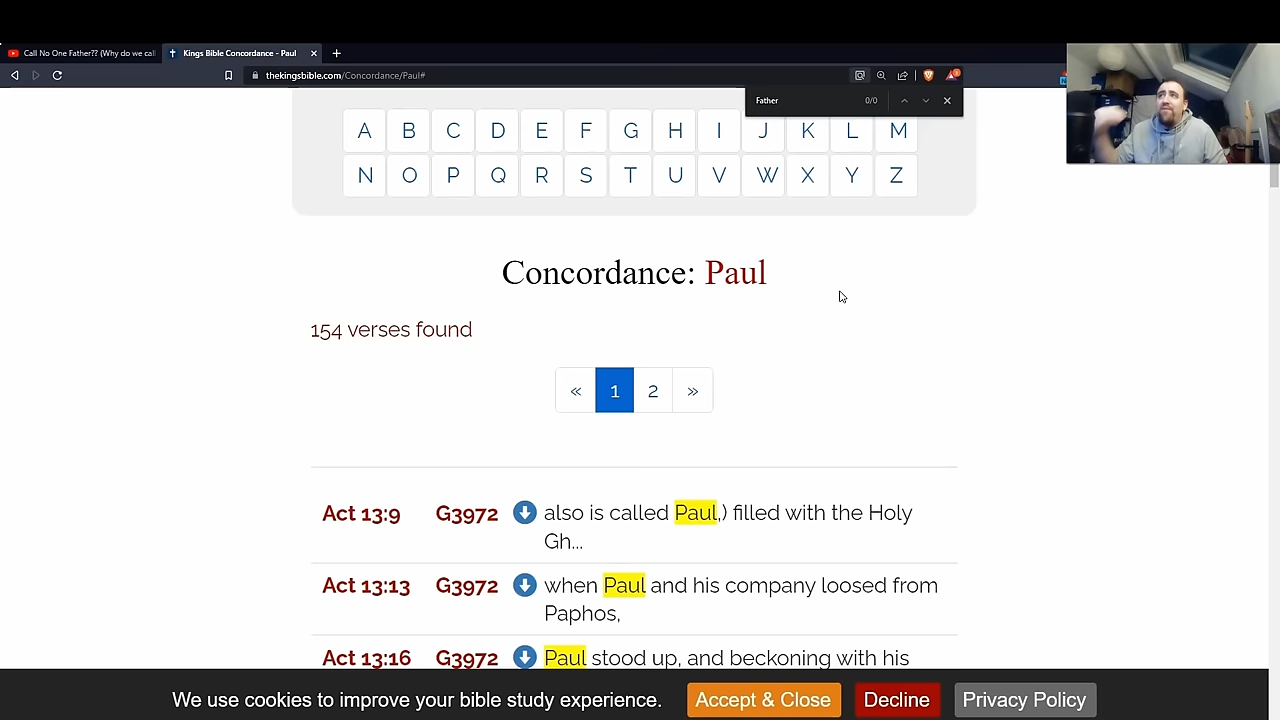 Call No One Father?? (Why do we cal
Kings Bible Concordance - Paul
thekingsbible.com/Concordance/Paul#
Father 0/0
A B C D E F G H I J K L M
N O P Q R S T U V W X Y Z
Concordance: Paul
154 verses found
« 1 2 »
Act 13:9 G3972 also is called Paul,) filled with the Holy
Gh...
Act 13:13 G3972 when Paul and his company loosed from
Paphos,
Act 13:16 G3972 Paul stood up, and beckoning with his
We use cookies to improve your bible study experience. Accept & Close Decline Privacy Policy